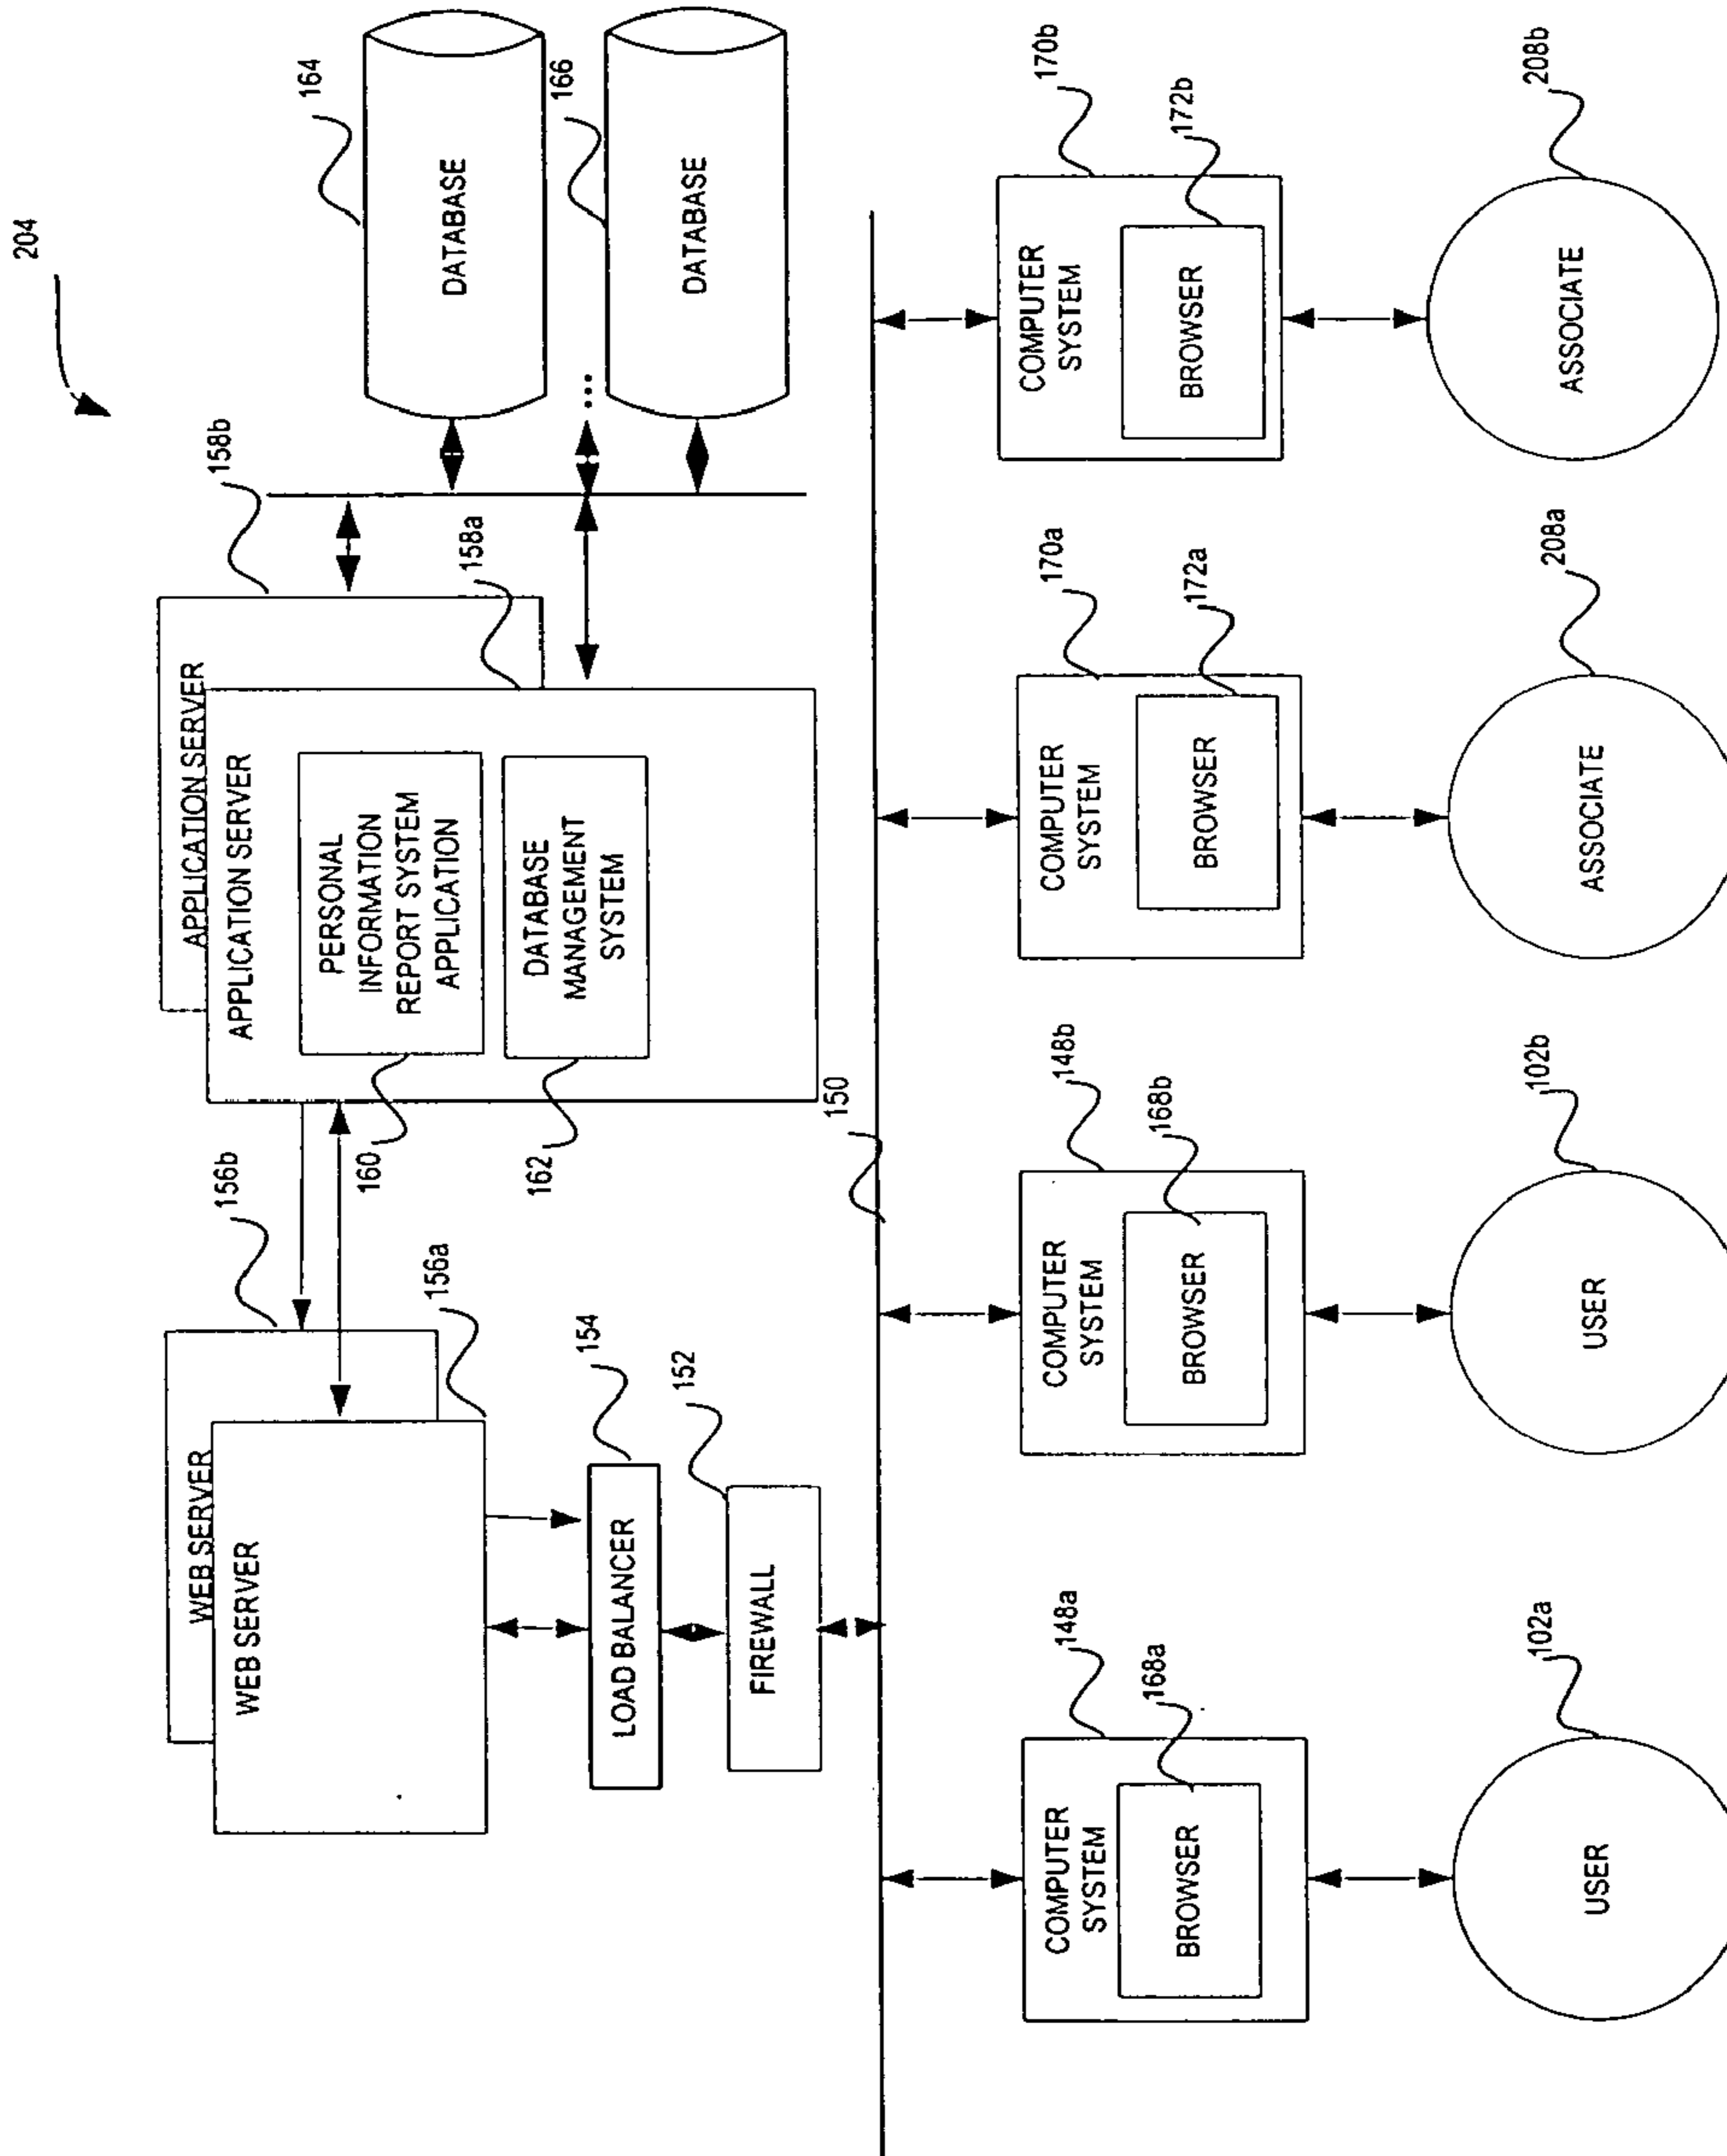 204
156b
158b
164
WEB SERVER
WEB SERVER
APPLICATION SERVER
APPLICATION SERVER
PERSONAL
INFORMATION
REPORT SYSTEM
APPLICATION
DATABASE
MANAGEMENT
SYSTEM
160
162
158a
DATABASE
166
...
DATABASE
156a
154
LOAD BALANCER
152
FIREWALL
150
148a
COMPUTER
SYSTEM
168a
BROWSER
148b
COMPUTER
SYSTEM
168b
BROWSER
170a
COMPUTER
SYSTEM
172a
BROWSER
170b
COMPUTER
SYSTEM
172b
BROWSER
102a
USER
102b
USER
208a
ASSOCIATE
208b
ASSOCIATE